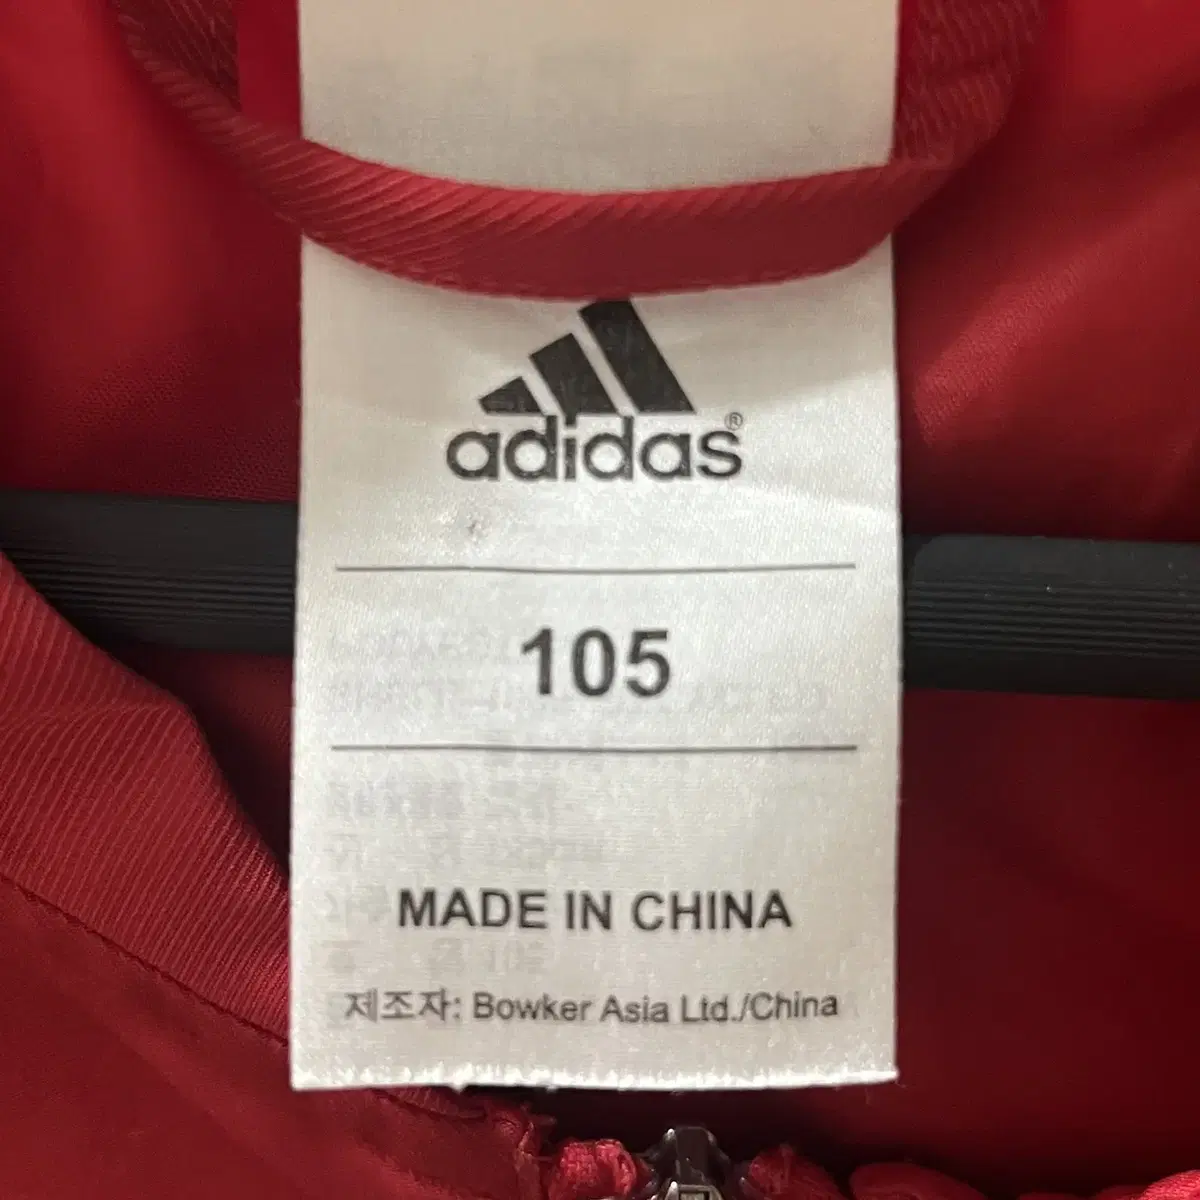 adidas®
105
MADE IN CHINA
제조자: Bowker Asia Ltd./China